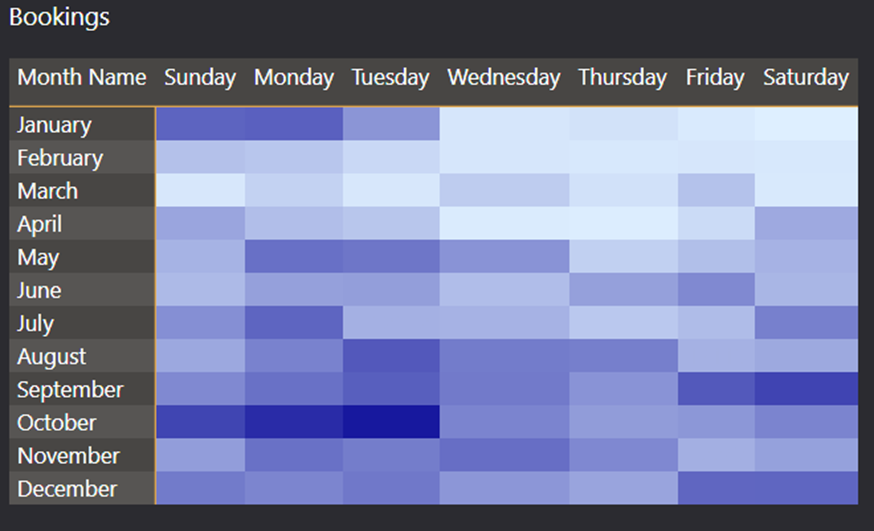 Bookings
Month Name Sunday Monday Tuesday Wednesday Thursday Friday Saturday
January
February
March
April
May
June
July
August
September
October
November
December